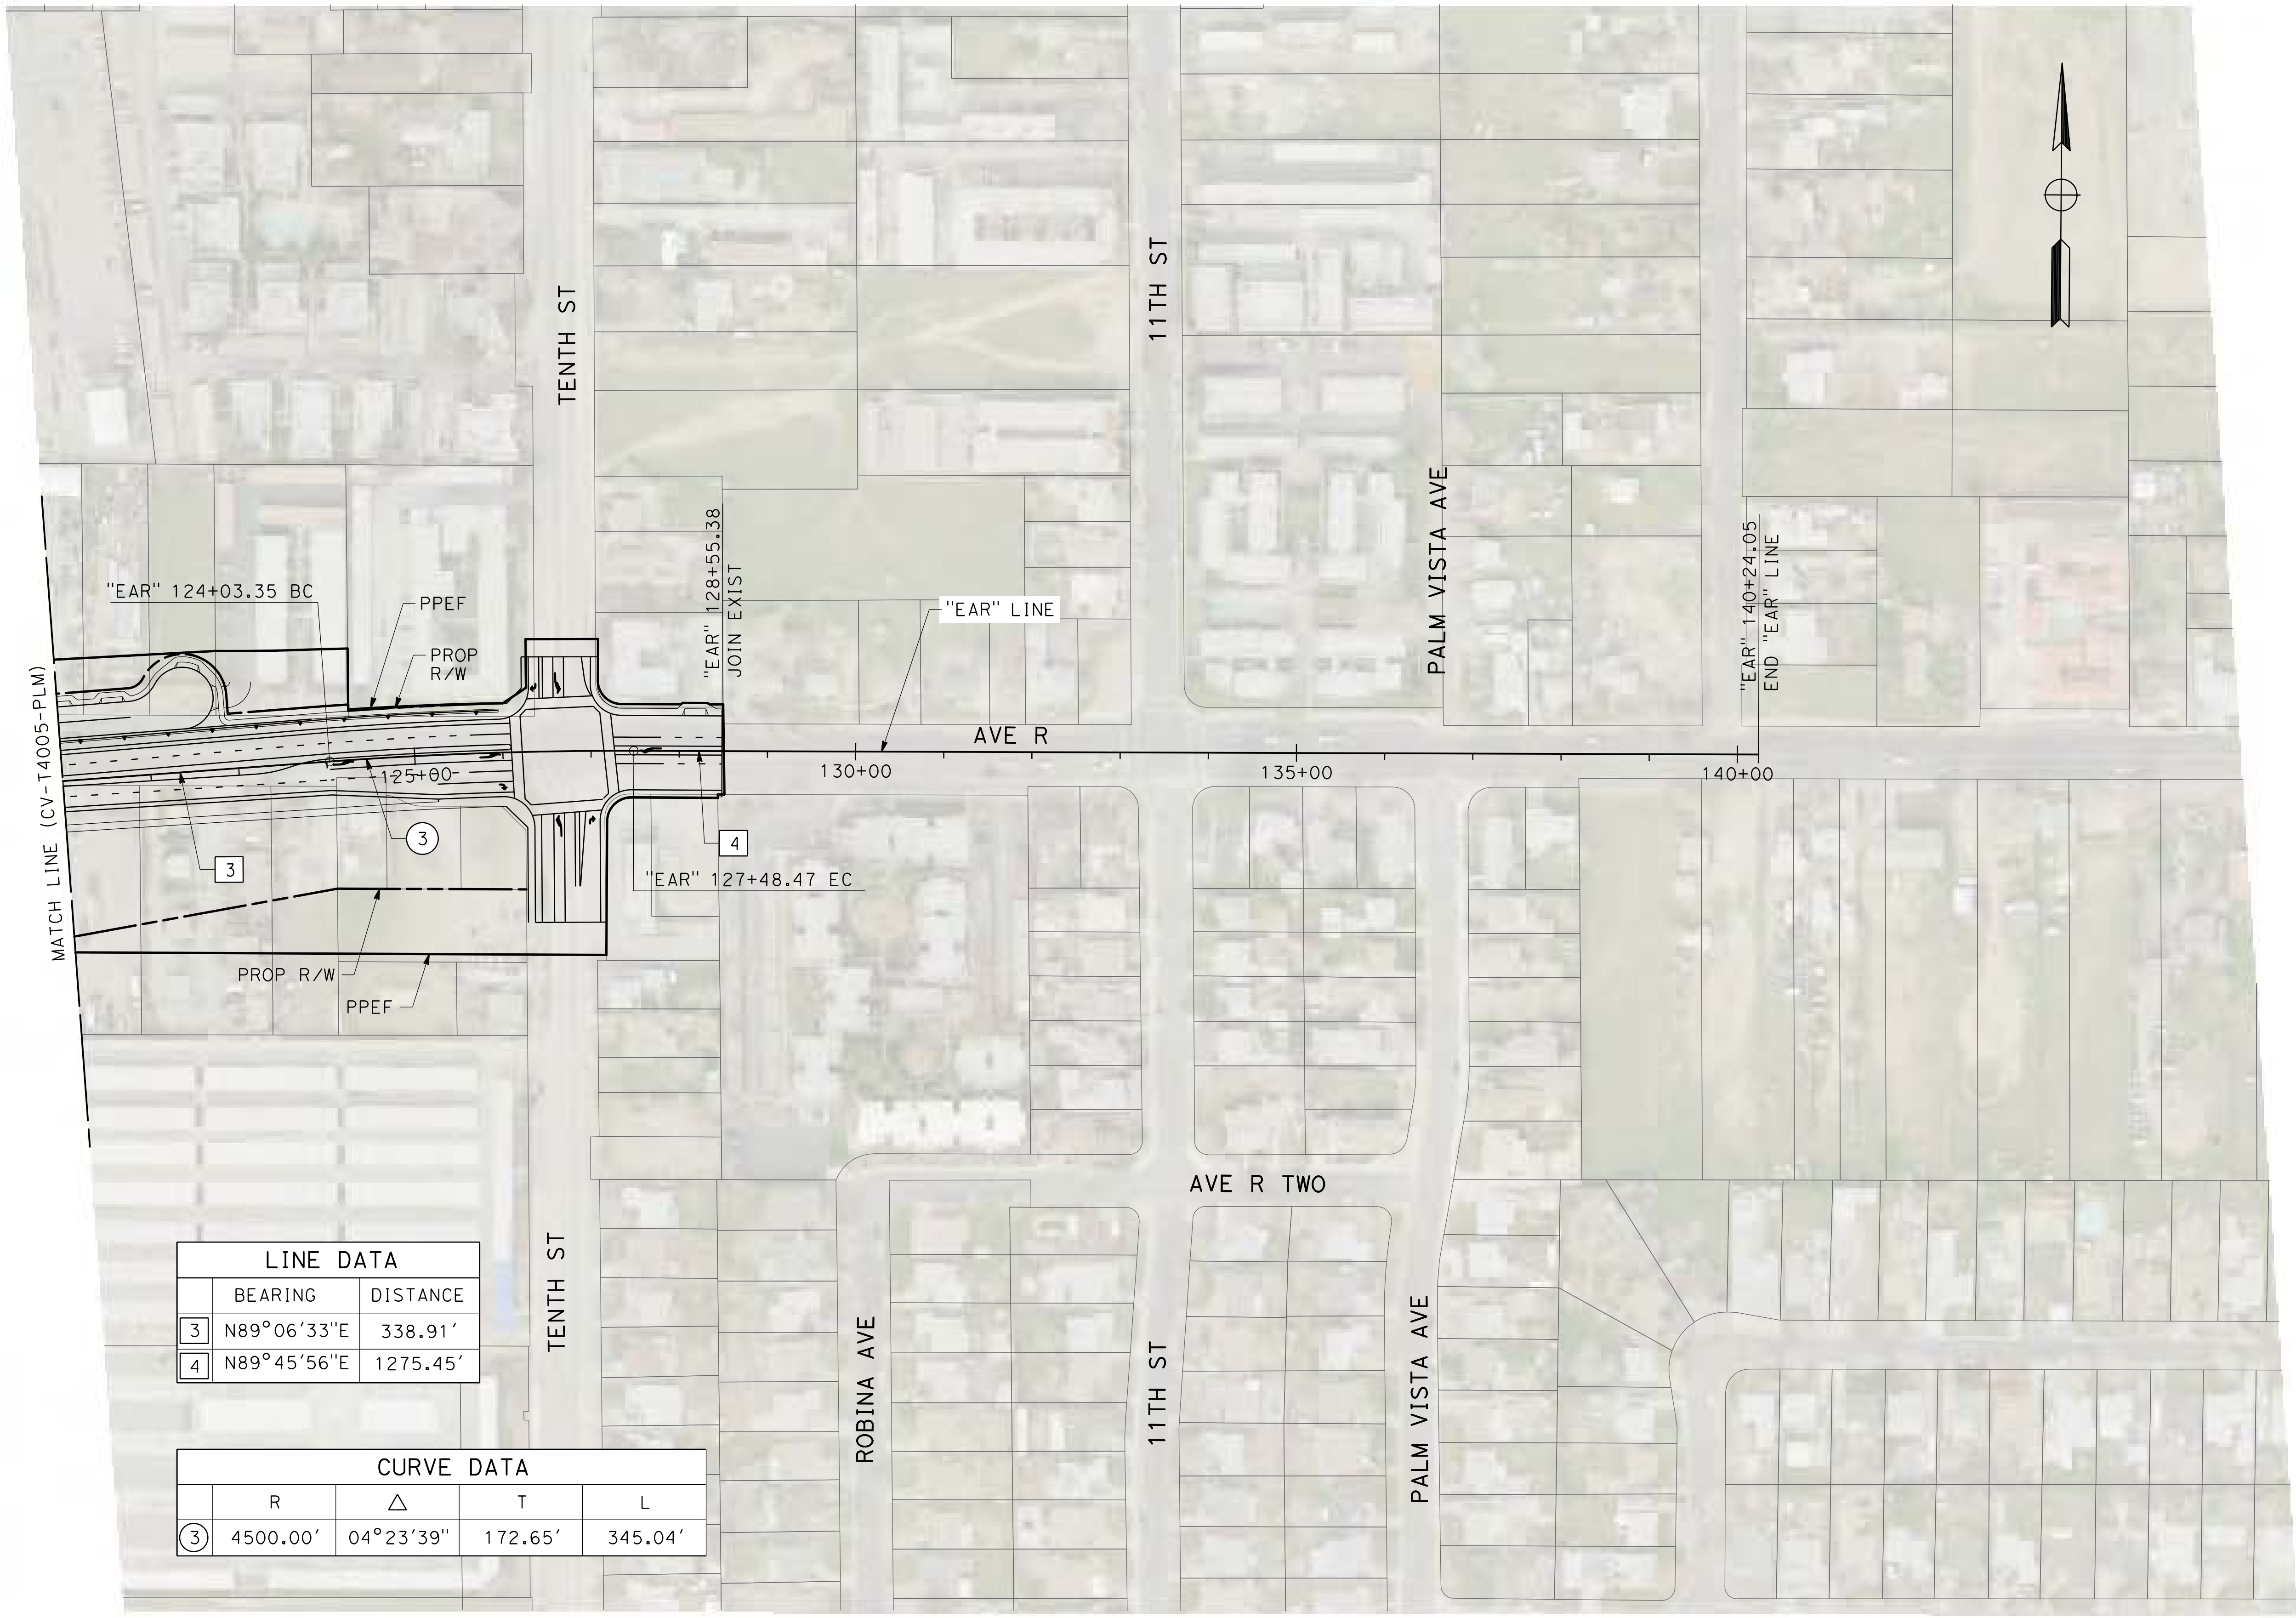 TENTH ST
11TH ST
PALM VISTA AVE
"EAR" 128+55.38
JOIN EXIST
"EAR" 140+24.05
END "EAR" LINE
"EAR" 124+03.35 BC
PPEF
PROP
R/W
"EAR" LINE
AVE R
125+00
130+00
135+00
140+00
MATCH LINE (CV-T4005-PLM)
3
3
4
"EAR" 127+48.47 EC
PROP R/W
PPEF
AVE R TWO
TENTH ST
ROBINA AVE
11TH ST
PALM VISTA AVE
LINE DATA
BEARING DISTANCE
3 N89°06'33"E 338.91'
4 N89°45'56"E 1275.45'
CURVE DATA
R △ T L
3 4500.00' 04°23'39" 172.65' 345.04'